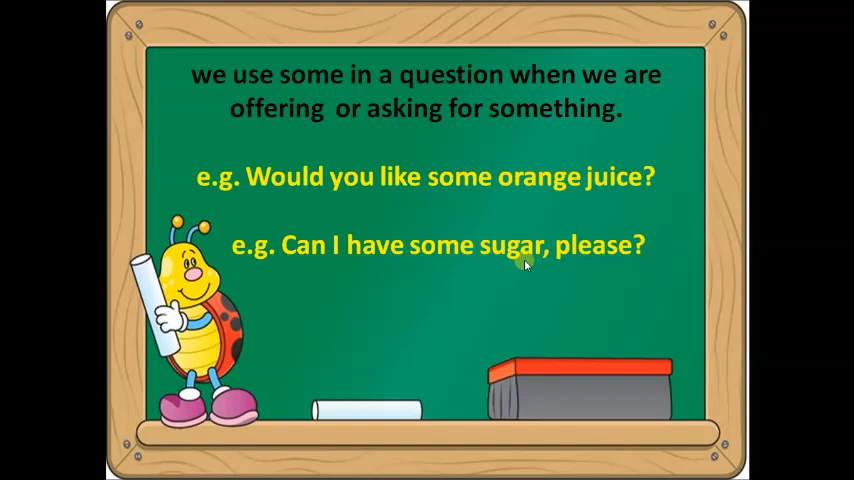 we use some in a question when we are
offering or asking for something.
e.g. Would you like some orange juice?
e.g. Can I have some sugar, please?